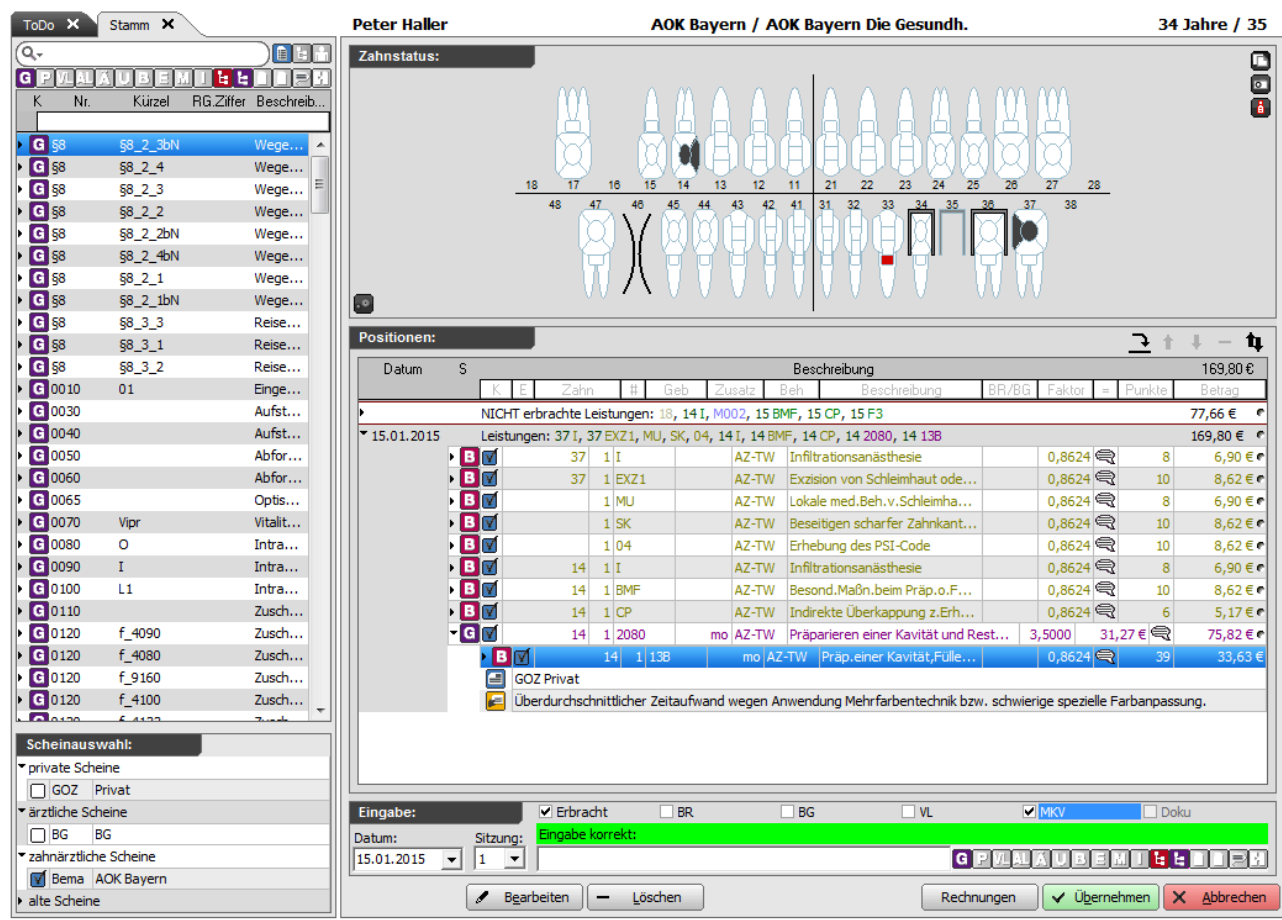 ToDo Stamm
Peter Haller AOK Bayern / AOK Bayern Die Gesundh. 34 Jahre / 35
Zahnstatus:
G P VL AL Ä U B E M I
K Nr. Kürzel RG.Ziffer Beschreib...
G §8 §8_2_3bN Wege...
G §8 §8_2_4 Wege...
G §8 §8_2_3 Wege...
G §8 §8_2_2 Wege...
G §8 §8_2_2bN Wege...
G §8 §8_2_4bN Wege...
G §8 §8_2_1 Wege...
G §8 §8_2_1bN Wege...
G §8 §8_3_3 Reise...
G §8 §8_3_1 Reise...
G §8 §8_3_2 Reise...
G 0010 01 Einge...
G 0030 Aufst...
G 0040 Aufst...
G 0050 Abfor...
G 0060 Abfor...
G 0065 Optis...
G 0070 Vipr Vitalit...
G 0080 O Intra...
G 0090 I Intra...
G 0100 L1 Intra...
G 0110 Zusch...
G 0120 f_4090 Zusch...
G 0120 f_4080 Zusch...
G 0120 f_9160 Zusch...
G 0120 f_4100 Zusch...
Scheinauswahl:
private Scheine
GOZ Privat
ärztliche Scheine
BG BG
zahnärztliche Scheine
Bema AOK Bayern
alte Scheine
18 17 16 15 14 13 12 11 21 22 23 24 25 26 27 28
48 47 46 45 44 43 42 41 31 32 33 34 35 36 37 38
Positionen:
Datum S Beschreibung 169,80 €
K E Zahn # Geb Zusatz Beh Beschreibung BR/BG Faktor = Punkte Betrag
NICHT erbrachte Leistungen: 18, 14 I, M002, 15 BMF, 15 CP, 15 F3 77,66 €
15.01.2015 Leistungen: 37 I, 37 EXZ1, MU, SK, 04, 14 I, 14 BMF, 14 CP, 14 2080, 14 13B 169,80 €
B 37 1 I AZ-TW Infiltrationsanästhesie 0,8624 8 6,90 €
B 37 1 EXZ1 AZ-TW Exzision von Schleimhaut ode... 0,8624 10 8,62 €
B 1 MU AZ-TW Lokale med.Beh.v.Schleimha... 0,8624 8 6,90 €
B 1 SK AZ-TW Beseitigen scharfer Zahnkant... 0,8624 10 8,62 €
B 1 04 AZ-TW Erhebung des PSI-Code 0,8624 10 8,62 €
B 14 1 I AZ-TW Infiltrationsanästhesie 0,8624 8 6,90 €
B 14 1 BMF AZ-TW Besond.Maßn.beim Präp.o.F... 0,8624 10 8,62 €
B 14 1 CP AZ-TW Indirekte Überkappung z.Erh... 0,8624 6 5,17 €
G 14 1 2080 mo AZ-TW Präparieren einer Kavität und Rest... 3,5000 31,27 € 75,82 €
B 14 1 13B mo AZ-TW Präp.einer Kavität,Fülle... 0,8624 39 33,63 €
GOZ Privat
Überdurchschnittlicher Zeitaufwand wegen Anwendung Mehrfarbentechnik bzw. schwierige spezielle Farbanpassung.
Eingabe: Erbracht BR BG VL MKV Doku
Datum: Sitzung: Eingabe korrekt:
15.01.2015 1 G P VL AL Ä U B E M I
Bearbeiten Löschen Rechnungen Übernehmen Abbrechen